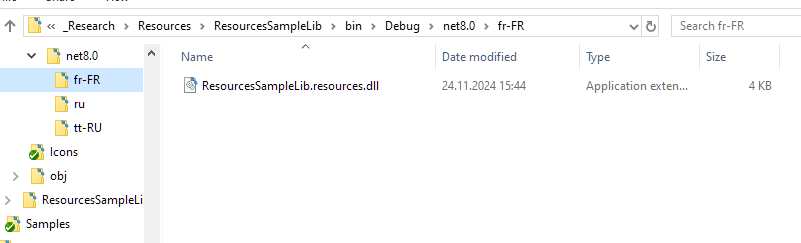 Share
View
« _Research > Resources > ResourcesSampleLib > bin > Debug > net8.0 > fr-FR
Search fr-FR
net8.0
fr-FR
ru
tt-RU
Icons
obj
ResourcesSampleLi
Samples
Name Date modified Type Size
ResourcesSampleLib.resources.dll 24.11.2024 15:44 Application exten... 4 KB